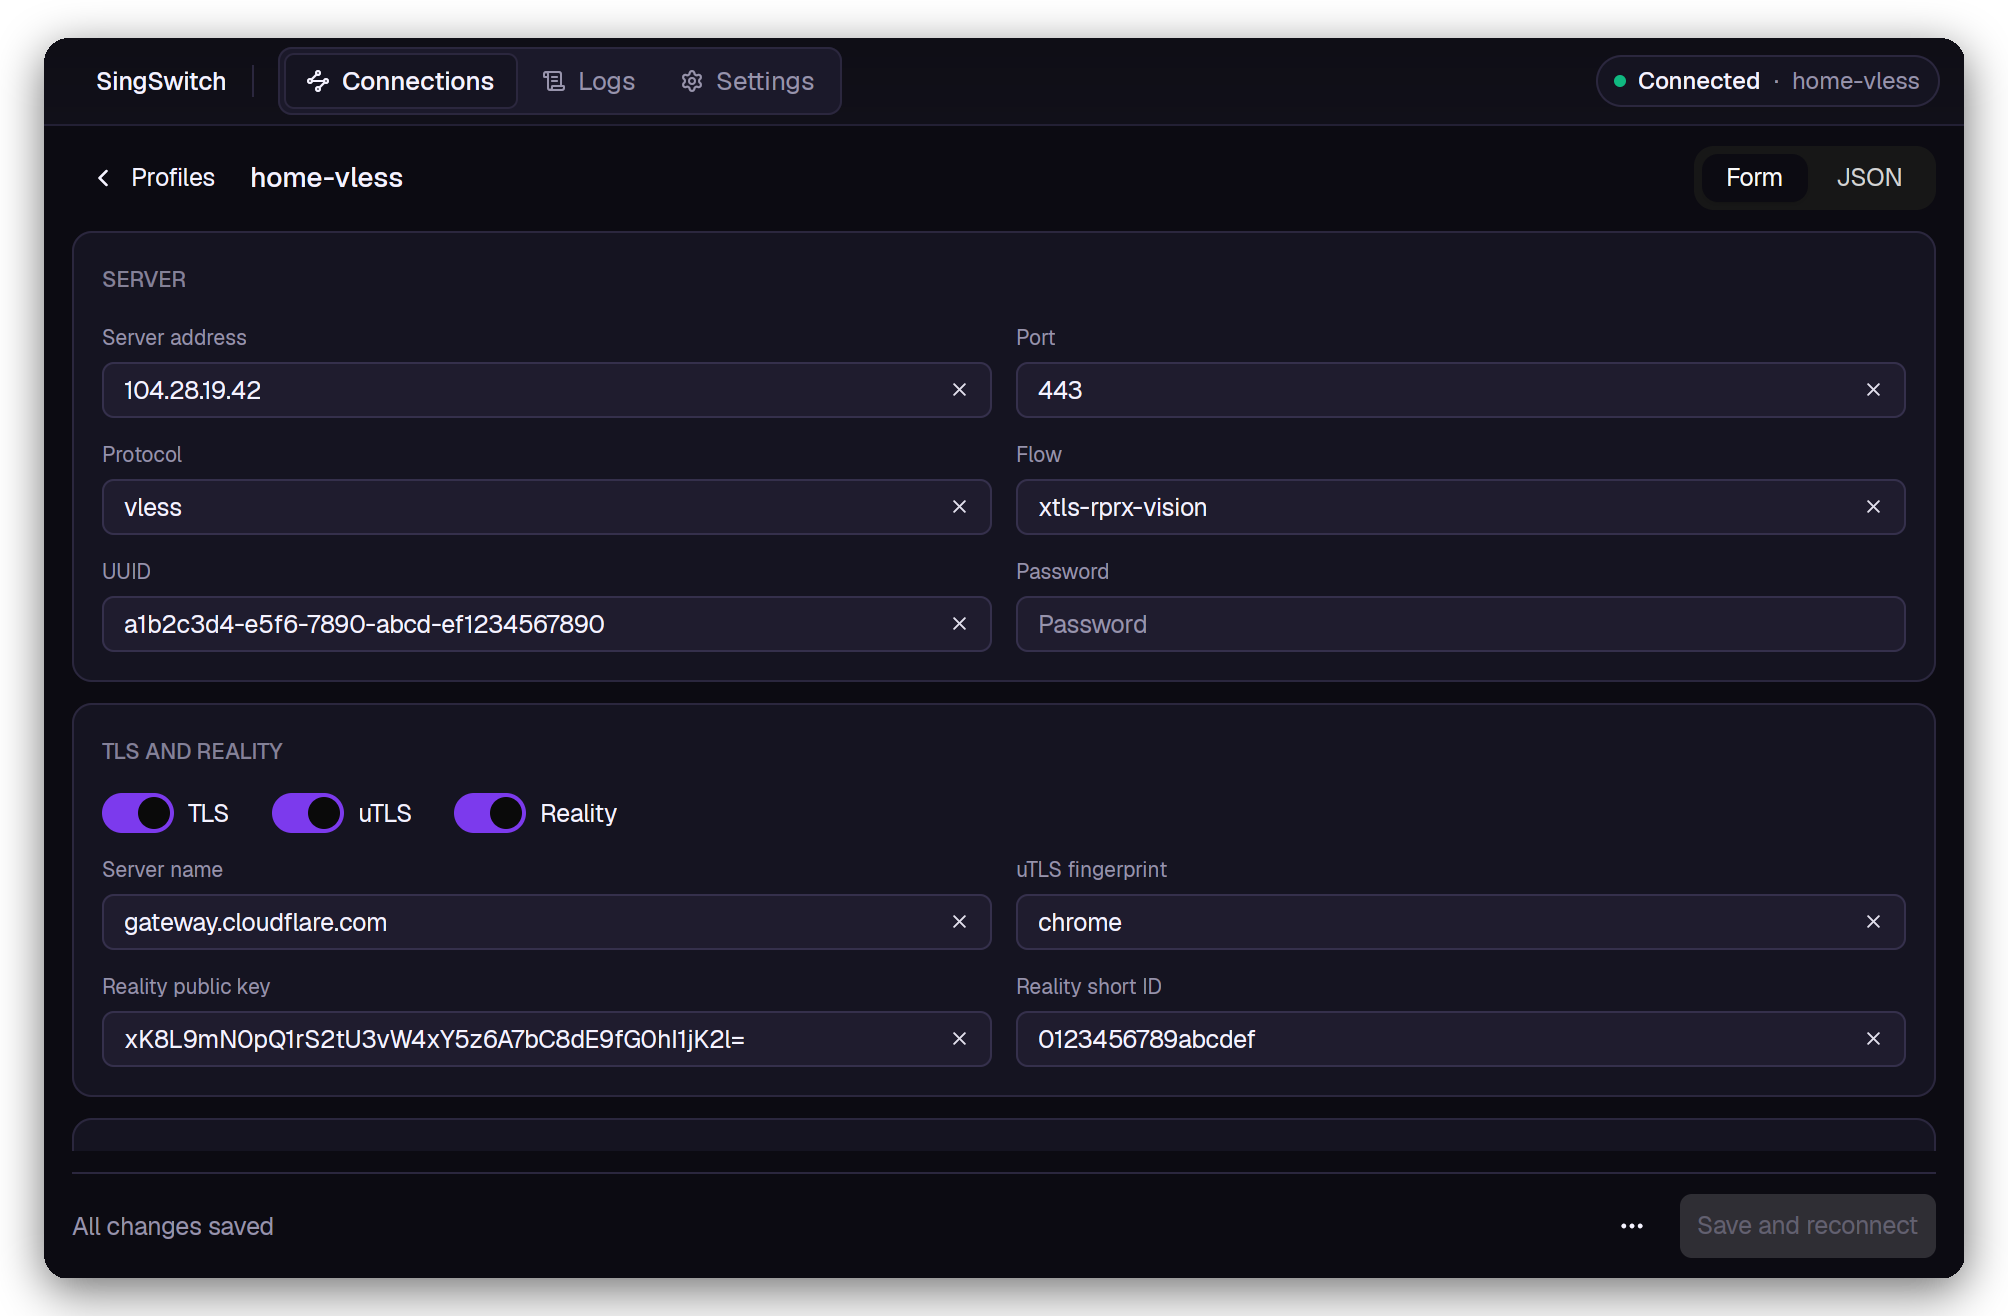 SingSwitch
Connections
Logs
Settings
Connected · home-vless
Profiles
home-vless
Form
JSON
SERVER
Server address
Port
104.28.19.42
443
Protocol
Flow
vless
xtls-rprx-vision
UUID
Password
a1b2c3d4-e5f6-7890-abcd-ef1234567890
Password
TLS AND REALITY
TLS
uTLS
Reality
Server name
uTLS fingerprint
gateway.cloudflare.com
chrome
Reality public key
Reality short ID
xK8L9mN0pQ1rS2tU3vW4xY5z6A7bC8dE9fG0hI1jK2l=
0123456789abcdef
All changes saved
Save and reconnect